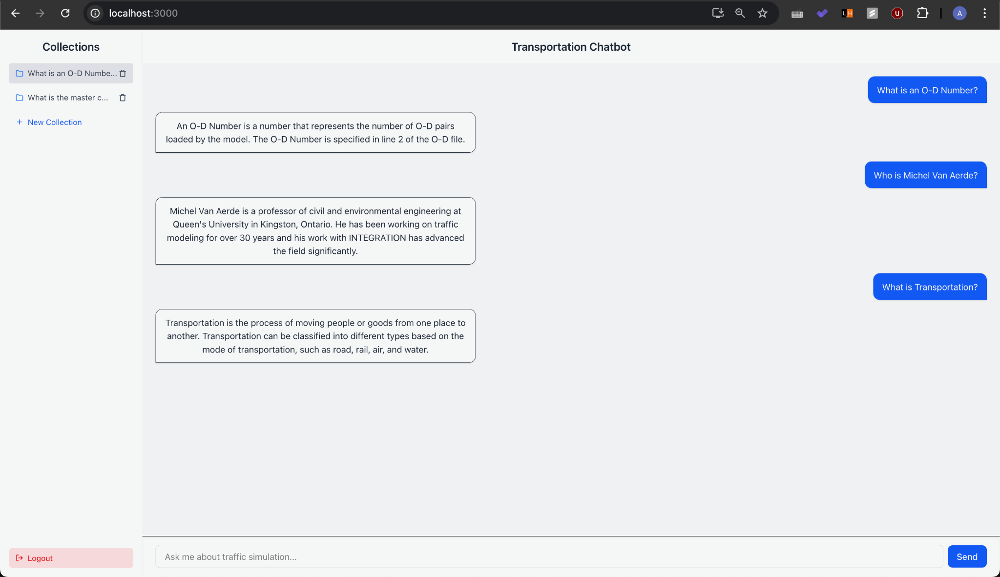 localhost:3000
L H
U
A
Collections
What is an O-D Numbe...
What is the master c...
+ New Collection
Logout
Transportation Chatbot
What is an O-D Number?
An O-D Number is a number that represents the number of O-D pairs
loaded by the model. The O-D Number is specified in line 2 of the O-D file.
Who is Michel Van Aerde?
Michel Van Aerde is a professor of civil and environmental engineering at
Queen's University in Kingston, Ontario. He has been working on traffic
modeling for over 30 years and his work with INTEGRATION has advanced
the field significantly.
What is Transportation?
Transportation is the process of moving people or goods from one place to
another. Transportation can be classified into different types based on the
mode of transportation, such as road, rail, air, and water.
Ask me about traffic simulation...
Send